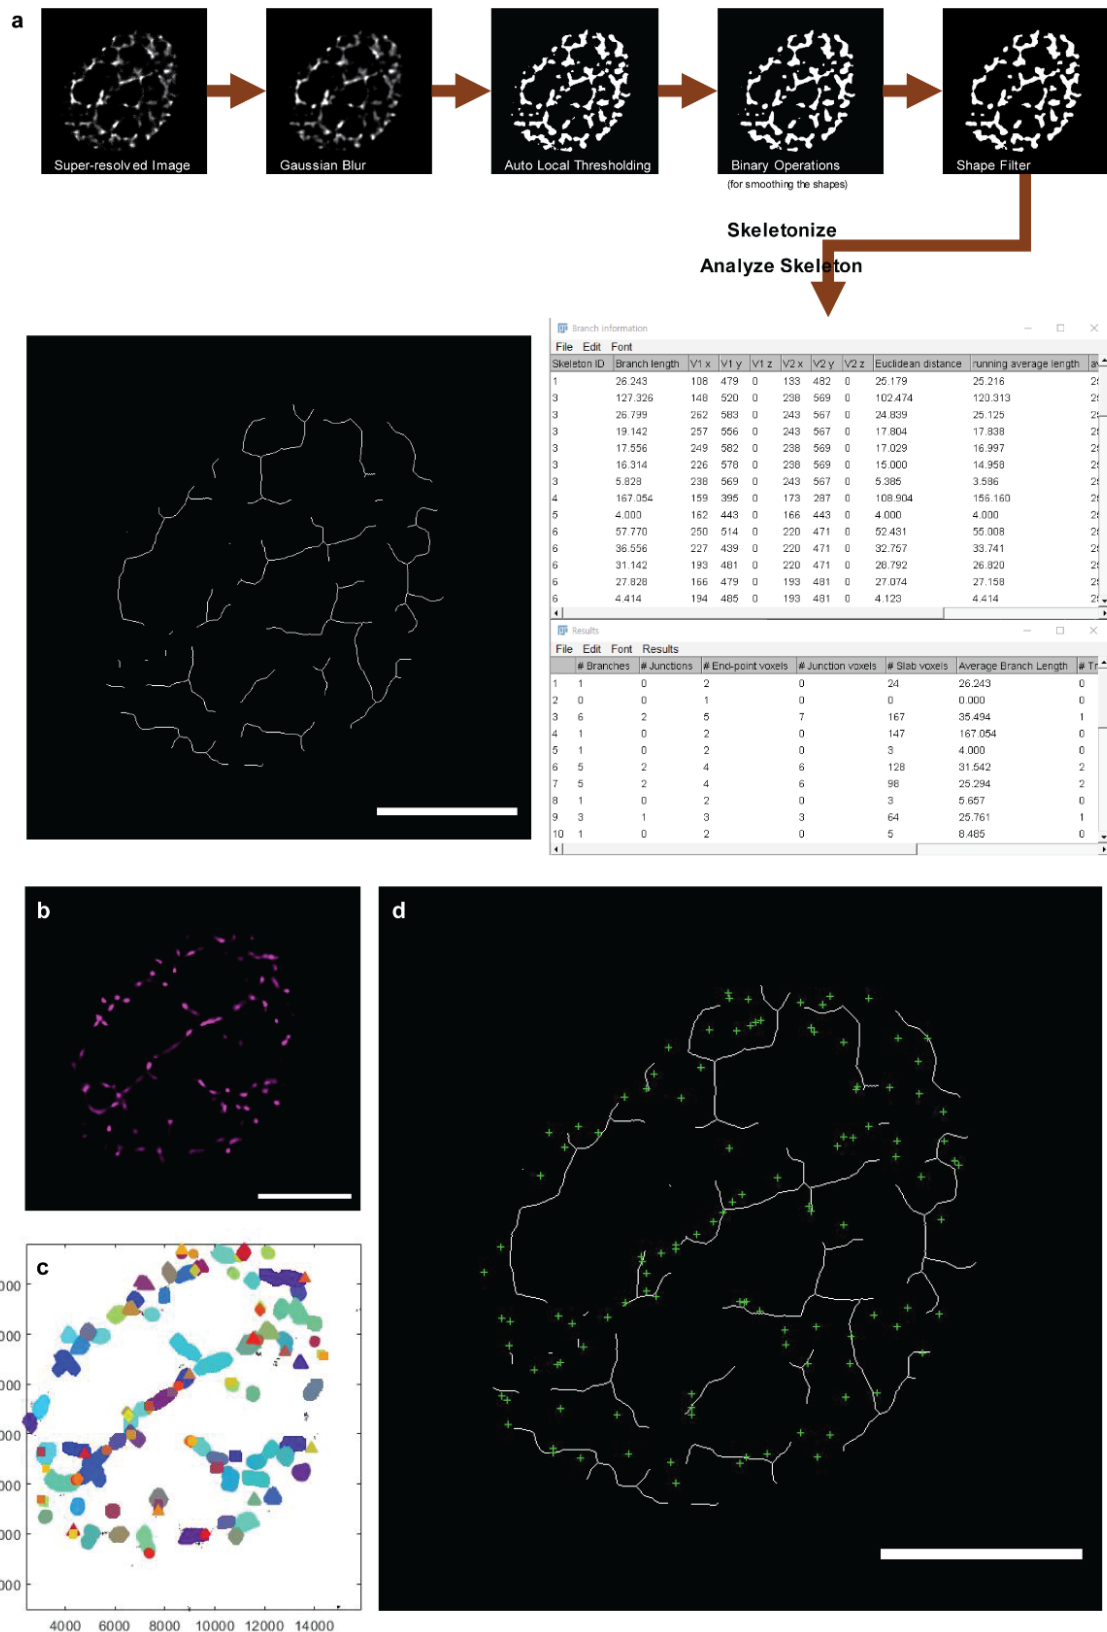 a
Super-resolved Image
Gaussian Blur
Auto Local Thresholding
Binary Operations
Shape Filter
(for smoothing the shapes)
Skeletonize
Analyze Skeleton
Branch information
File Edit Font
Skeleton ID Branch length V1 x V1 y V1 z V2 x V2 y V2 z Euclidean distance running average length
1 26.243 108 479 0 133 482 0 25.179 25.216
3 127.326 148 520 0 238 569 0 102.474 120.313
3 26.799 262 583 0 243 567 0 24.839 25.125
3 19.142 257 556 0 243 567 0 17.804 17.838
3 17.556 249 582 0 238 569 0 17.029 16.997
3 16.314 226 578 0 238 569 0 15.000 14.958
3 5.828 238 569 0 243 567 0 5.385 3.586
4 167.054 159 395 0 173 287 0 108.904 156.160
5 4.000 162 443 0 166 443 0 4.000 4.000
6 57.770 250 514 0 220 471 0 52.431 55.008
6 36.556 227 439 0 220 471 0 32.757 33.741
6 31.142 193 481 0 220 471 0 28.792 26.820
6 27.828 166 479 0 193 481 0 27.074 27.158
6 4.414 194 485 0 193 481 0 4.123 4.414
Results
File Edit Font Results
# Branches # Junctions # End-point voxels # Junction voxels # Slab voxels Average Branch Length # Tr
1 1 0 2 0 24 26.243 0
2 0 0 1 0 0 0.000 0
3 6 2 5 7 167 35.494 1
4 1 0 2 0 147 167.054 0
5 1 0 2 0 3 4.000 0
6 5 2 4 6 128 31.542 2
7 5 2 4 6 98 25.294 2
8 1 0 2 0 3 5.657 0
9 3 1 3 3 64 25.761 1
10 1 0 2 0 5 8.485 0
b
d
c
000
000
000
000
000
000
000
4000 6000 8000 10000 12000 14000